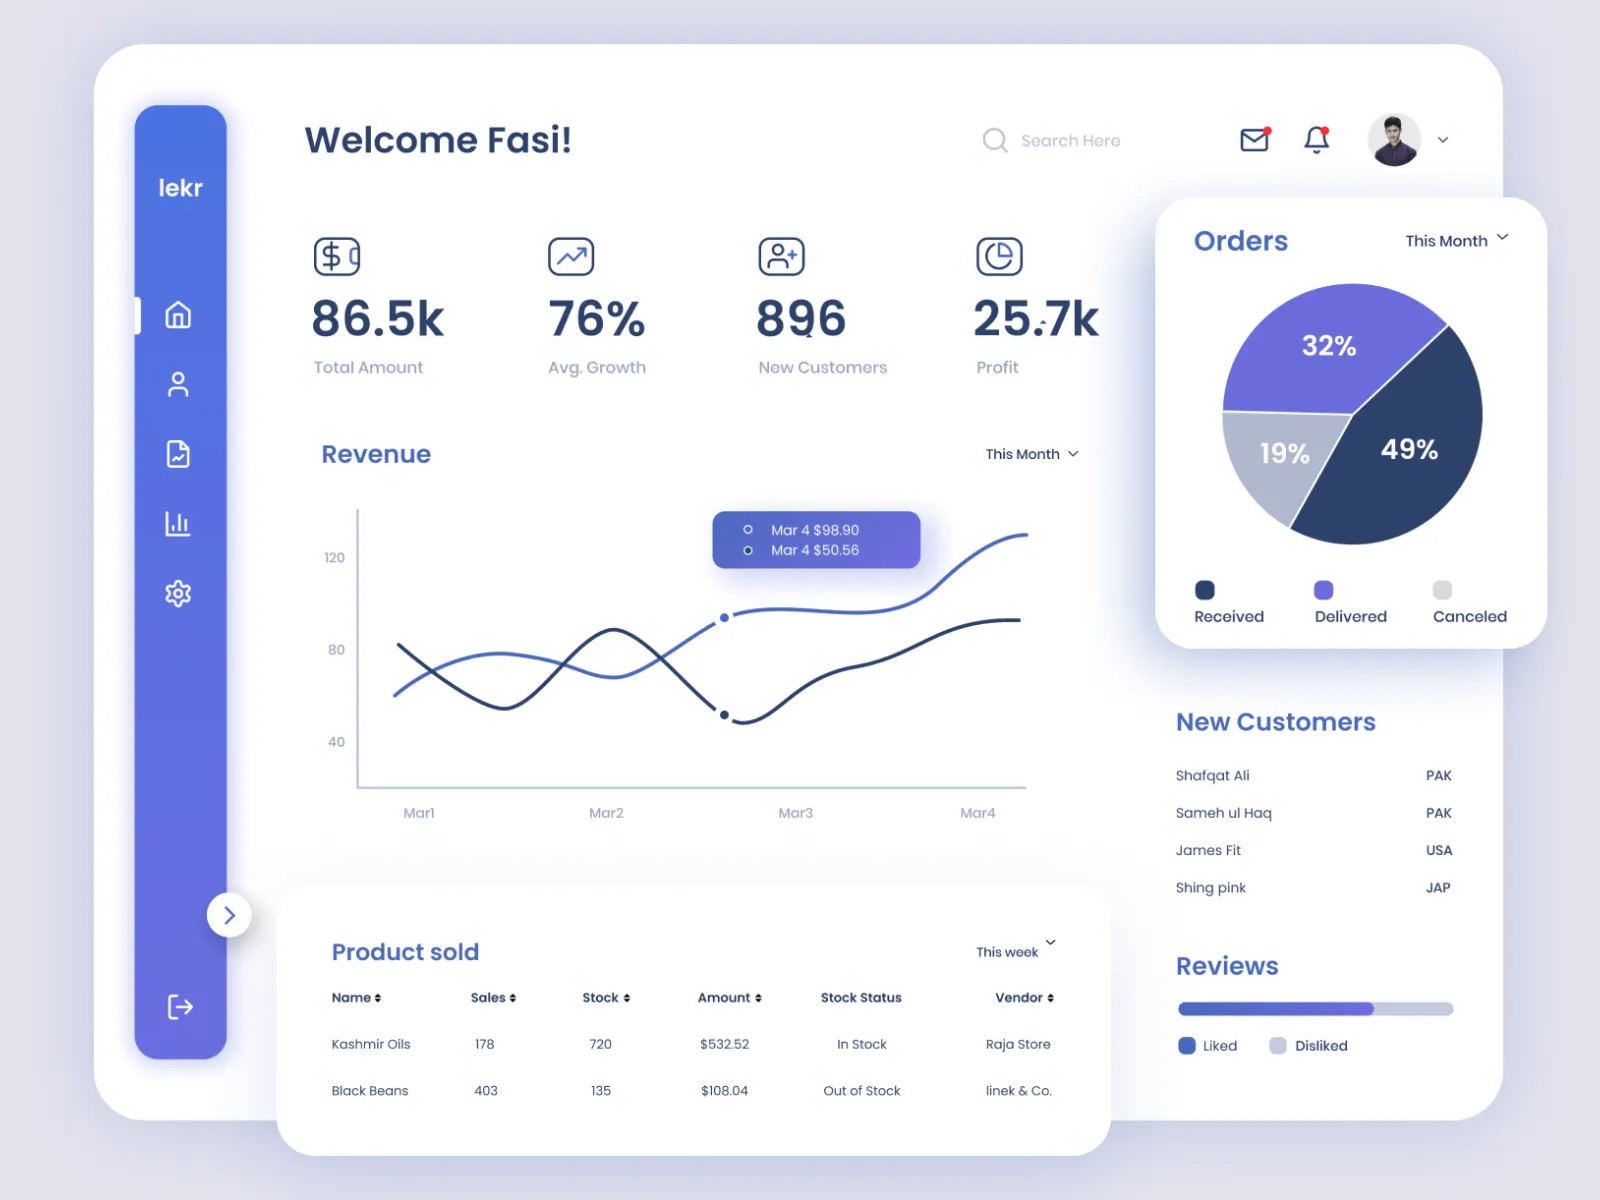 lekr
Welcome Fasi!
Search Here
86.5k
Total Amount
76%
Avg. Growth
896
New Customers
25.7k
Profit
Revenue
This Month
120
80
40
Mar 4 $98.90
Mar 4 $50.56
Mar1 Mar2 Mar3 Mar4
Orders
This Month
32%
19%
49%
Received
Delivered
Canceled
New Customers
Shafqat Ali PAK
Sameh ul Haq PAK
James Fit USA
Shing pink JAP
Reviews
Liked Disliked
Product sold
This week
Name Sales Stock Amount Stock Status Vendor
Kashmir Oils 178 720 $532.52 In Stock Raja Store
Black Beans 403 135 $108.04 Out of Stock linek & Co.